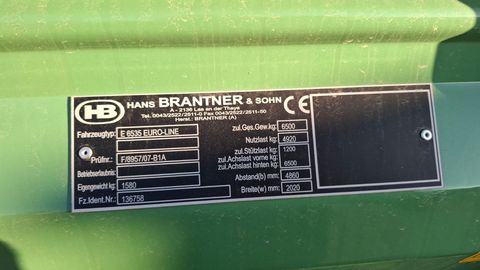 HB
HANS BRANTNER & SOHN CE
A - 2136 Laa an der Thaya
Tel. 0043/2522/2511-0 Fax 0043/2522/2511-50
Herst.: BRANTNER (A)
Fahrzeugtyp: E 6535 EURO-LINE
Prüfnr.: F/8957/07-B1A
Betriebserlaubnis:
Eigengewicht kg: 1580
Fz.Ident.Nr.: 136758
zul.Ges.Gew.kg: 6500
Nutzlast kg: 4920
zul.Stützlast kg: 1200
zul.Achslast vorne kg:
zul.Achslast hinten kg: 6500
Abstand(b) mm: 4860
Breite(w) mm: 2020